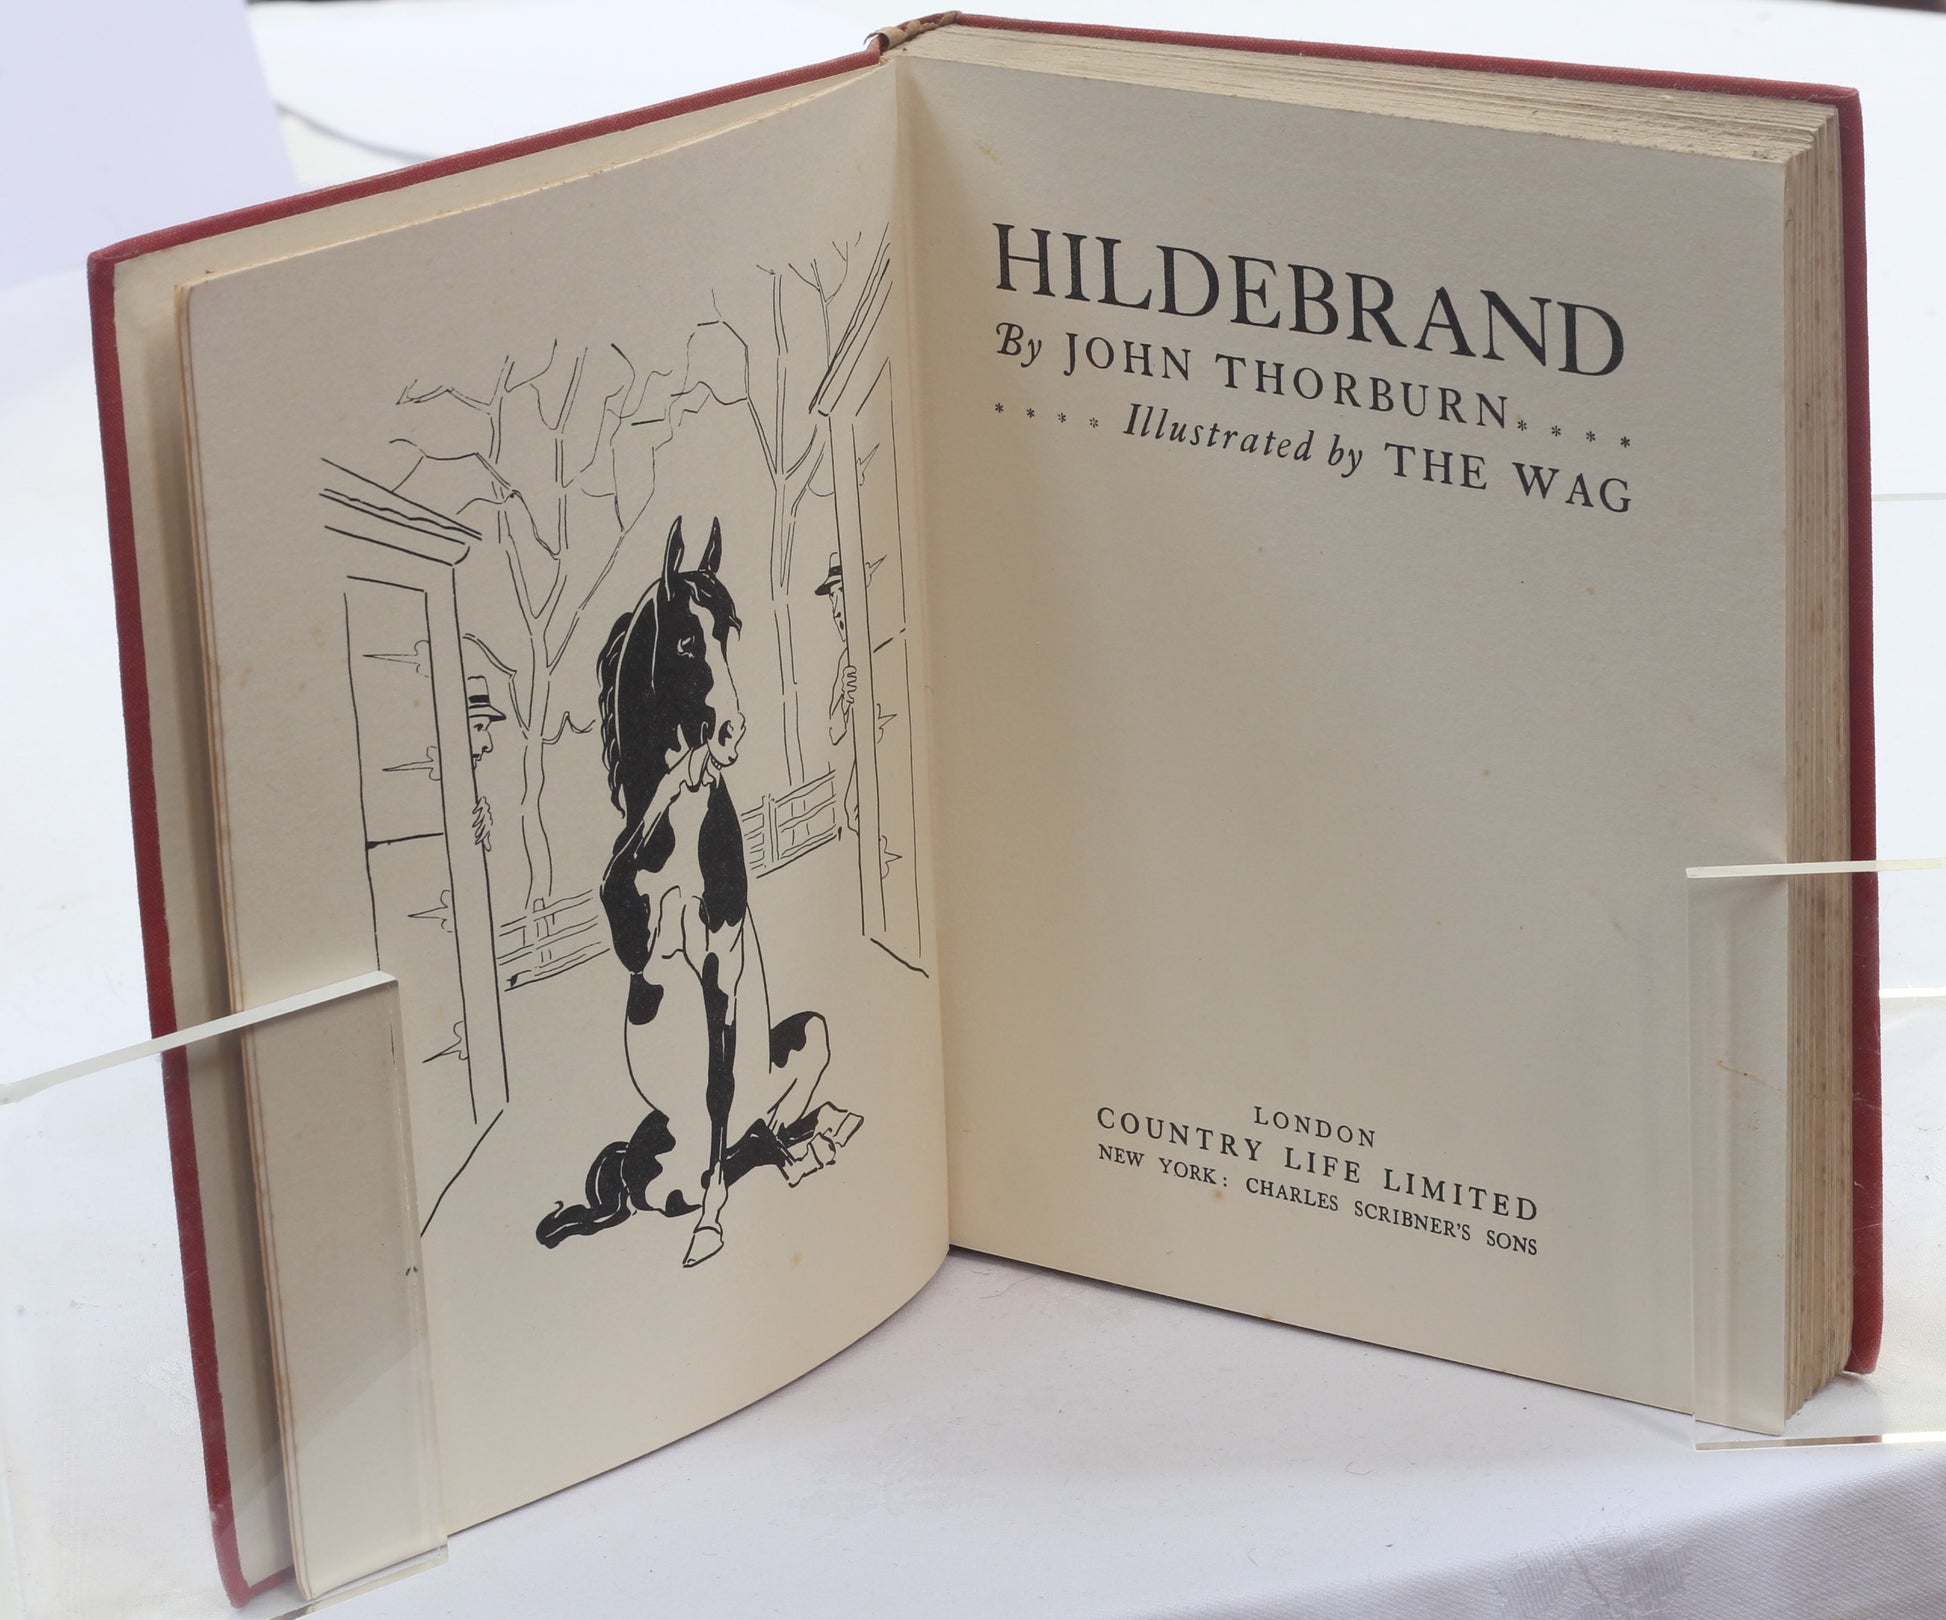 HILDEBRAND
By JOHN THORBURN. * * * *
* * * * Illustrated by THE WAG
LONDON
COUNTRY LIFE LIMITED
NEW YORK: CHARLES SCRIBNER'S SONS